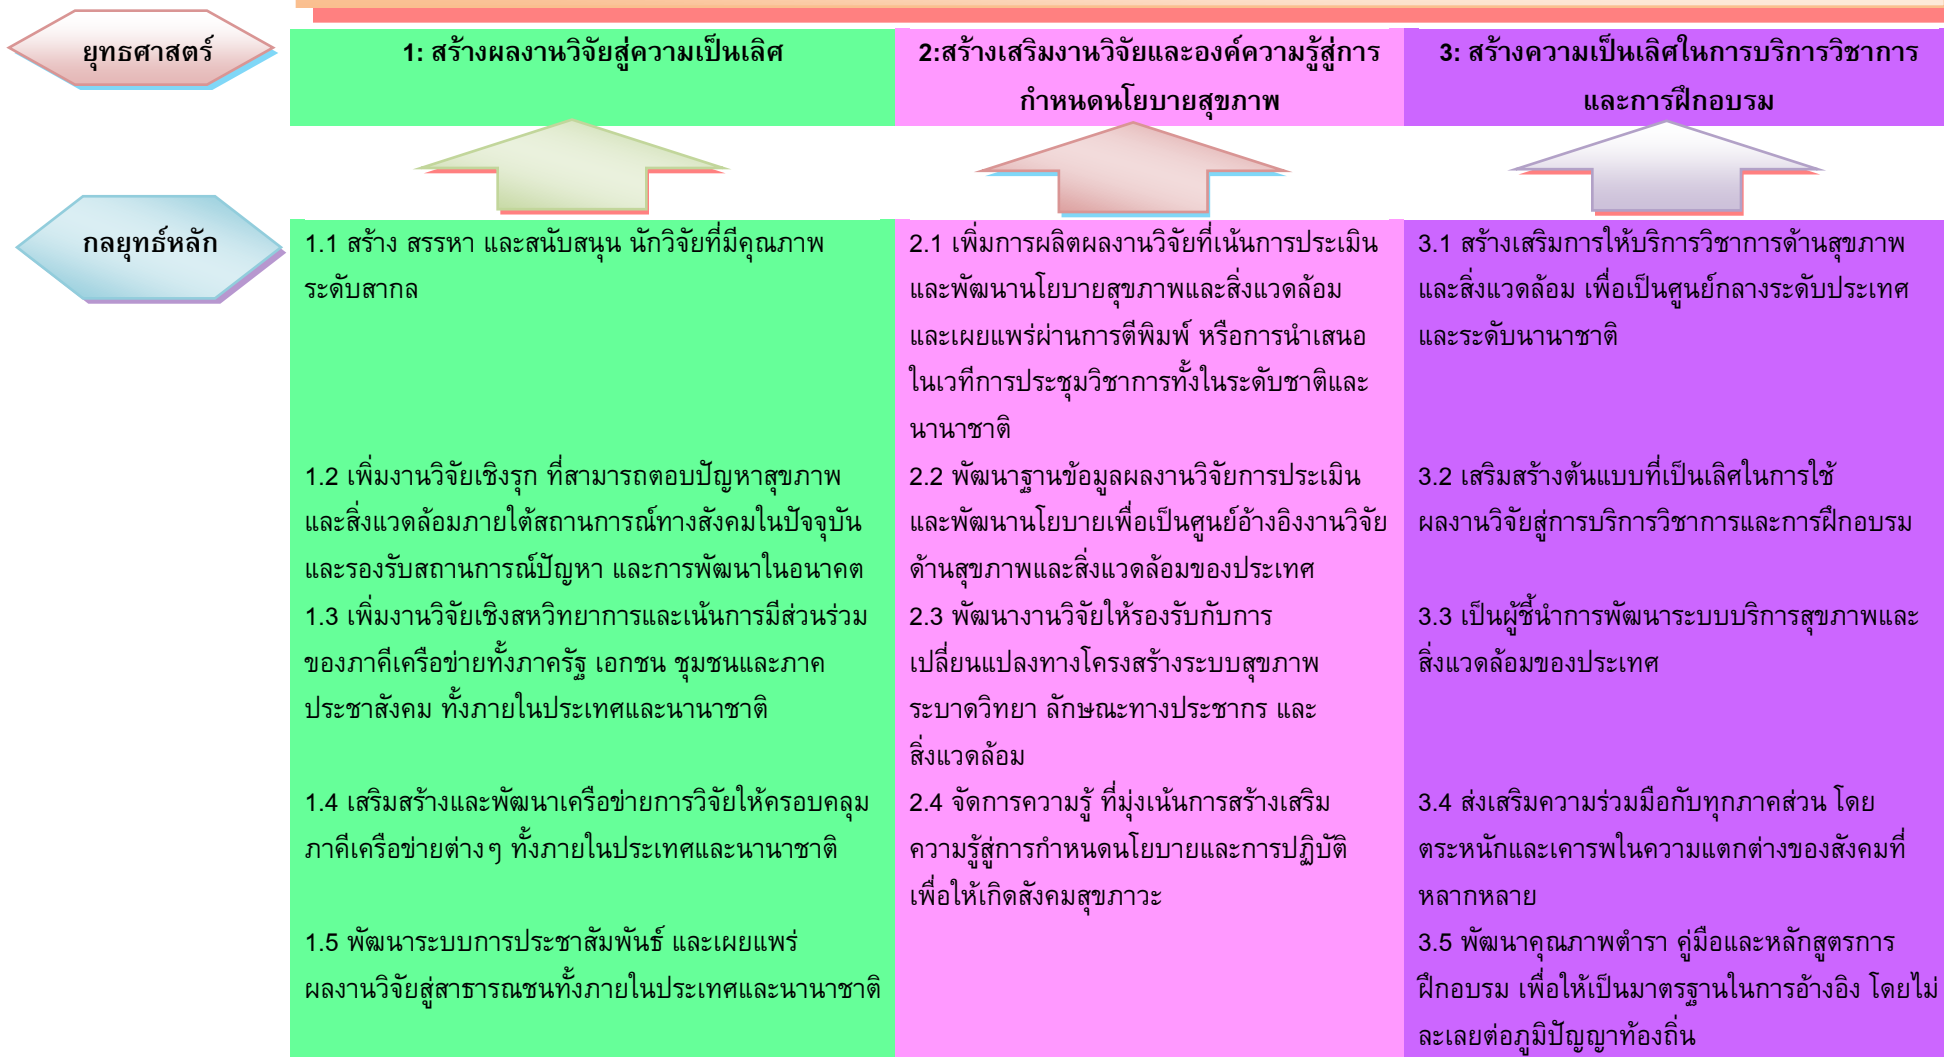 ยุทธศาสตร์
1: สร้างผลงานวิจัยสู่ความเป็นเลิศ
2:สร้างเสริมงานวิจัยและองค์ความรู้สู่การ
กำหนดนโยบายสุขภาพ
3: สร้างความเป็นเลิศในการบริการวิชาการ
และการฝึกอบรม
กลยุทธ์หลัก
1.1 สร้าง สรรหา และสนับสนุน นักวิจัยที่มีคุณภาพ
ระดับสากล
2.1 เพิ่มการผลิตผลงานวิจัยที่เน้นการประเมิน
และพัฒนานโยบายสุขภาพและสิ่งแวดล้อม
และเผยแพร่ผ่านการตีพิมพ์ หรือการนำเสนอ
ในเวทีการประชุมวิชาการทั้งในระดับชาติและ
นานาชาติ
3.1 สร้างเสริมการให้บริการวิชาการด้านสุขภาพ
และสิ่งแวดล้อม เพื่อเป็นศูนย์กลางระดับประเทศ
และระดับนานาชาติ
1.2 เพิ่มงานวิจัยเชิงรุก ที่สามารถตอบปัญหาสุขภาพ
และสิ่งแวดล้อมภายใต้สถานการณ์ทางสังคมในปัจจุบัน
และรองรับสถานการณ์ปัญหา และการพัฒนาในอนาคต
2.2 พัฒนาฐานข้อมูลผลงานวิจัยการประเมิน
และพัฒนานโยบายเพื่อเป็นศูนย์อ้างอิงงานวิจัย
ด้านสุขภาพและสิ่งแวดล้อมของประเทศ
3.2 เสริมสร้างต้นแบบที่เป็นเลิศในการใช้
ผลงานวิจัยสู่การบริการวิชาการและการฝึกอบรม
1.3 เพิ่มงานวิจัยเชิงสหวิทยาการและเน้นการมีส่วนร่วม
ของภาคีเครือข่ายทั้งภาครัฐ เอกชน ชุมชนและภาค
ประชาสังคม ทั้งภายในประเทศและนานาชาติ
2.3 พัฒนางานวิจัยให้รองรับกับการ
เปลี่ยนแปลงทางโครงสร้างระบบสุขภาพ
ระบาดวิทยา ลักษณะทางประชากร และ
สิ่งแวดล้อม
3.3 เป็นผู้ชี้นำการพัฒนาระบบบริการสุขภาพและ
สิ่งแวดล้อมของประเทศ
1.4 เสริมสร้างและพัฒนาเครือข่ายการวิจัยให้ครอบคลุม
ภาคีเครือข่ายต่างๆ ทั้งภายในประเทศและนานาชาติ
2.4 จัดการความรู้ ที่มุ่งเน้นการสร้างเสริม
ความรู้สู่การกำหนดนโยบายและการปฏิบัติ
เพื่อให้เกิดสังคมสุขภาวะ
3.4 ส่งเสริมความร่วมมือกับทุกภาคส่วน โดย
ตระหนักและเคารพในความแตกต่างของสังคมที่
หลากหลาย
1.5 พัฒนาระบบการประชาสัมพันธ์ และเผยแพร่
ผลงานวิจัยสู่สาธารณชนทั้งภายในประเทศและนานาชาติ
3.5 พัฒนาคุณภาพตำรา คู่มือและหลักสูตรการ
ฝึกอบรม เพื่อให้เป็นมาตรฐานในการอ้างอิง โดยไม่
ละเลยต่อภูมิปัญญาท้องถิ่น